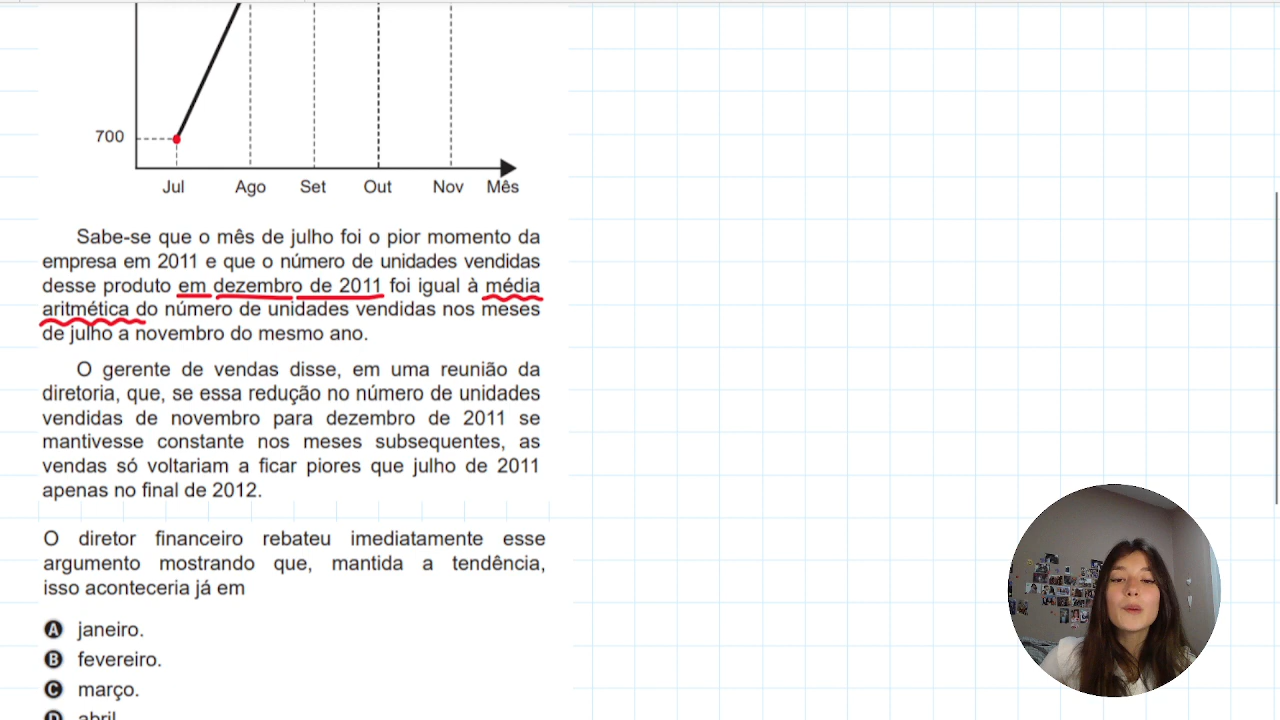 700
Jul Ago Set Out Nov Mês
Sabe-se que o mês de julho foi o pior momento da
empresa em 2011 e que o número de unidades vendidas
desse produto em dezembro de 2011 foi igual à média
aritmética do número de unidades vendidas nos meses
de julho a novembro do mesmo ano.
O gerente de vendas disse, em uma reunião da
diretoria, que, se essa redução no número de unidades
vendidas de novembro para dezembro de 2011 se
mantivesse constante nos meses subsequentes, as
vendas só voltariam a ficar piores que julho de 2011
apenas no final de 2012.
O diretor financeiro rebateu imediatamente esse
argumento mostrando que, mantida a tendência,
isso aconteceria já em
A janeiro.
B fevereiro.
C março.
D abril